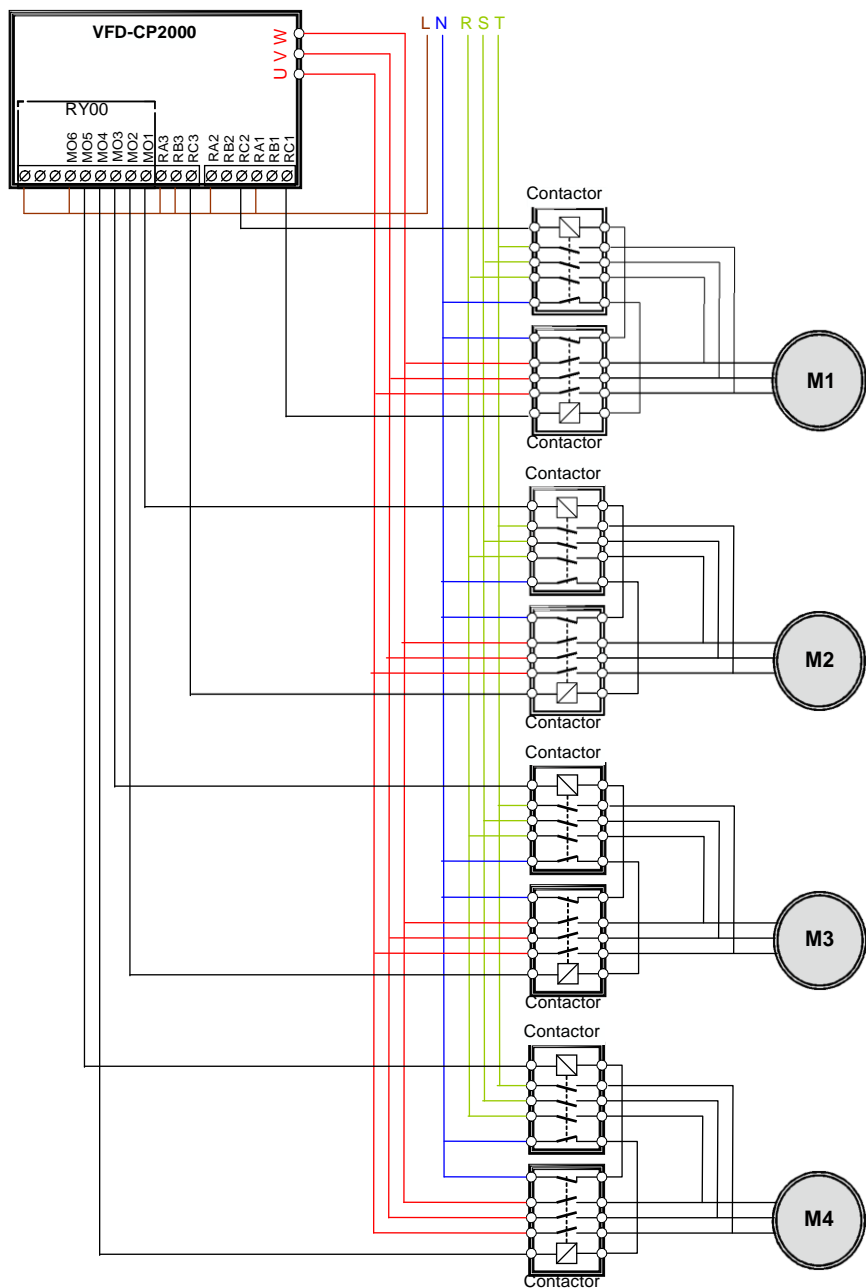 VFD-CP2000
U V W
L N R S T
RY00
MO6
MO5
MO4
MO3
MO2
MO1
RA3
RB3
RC3
RA2
RB2
RC2
RA1
RB1
RC1
Contactor
M1
Contactor
Contactor
M2
Contactor
Contactor
M3
Contactor
Contactor
M4
Contactor